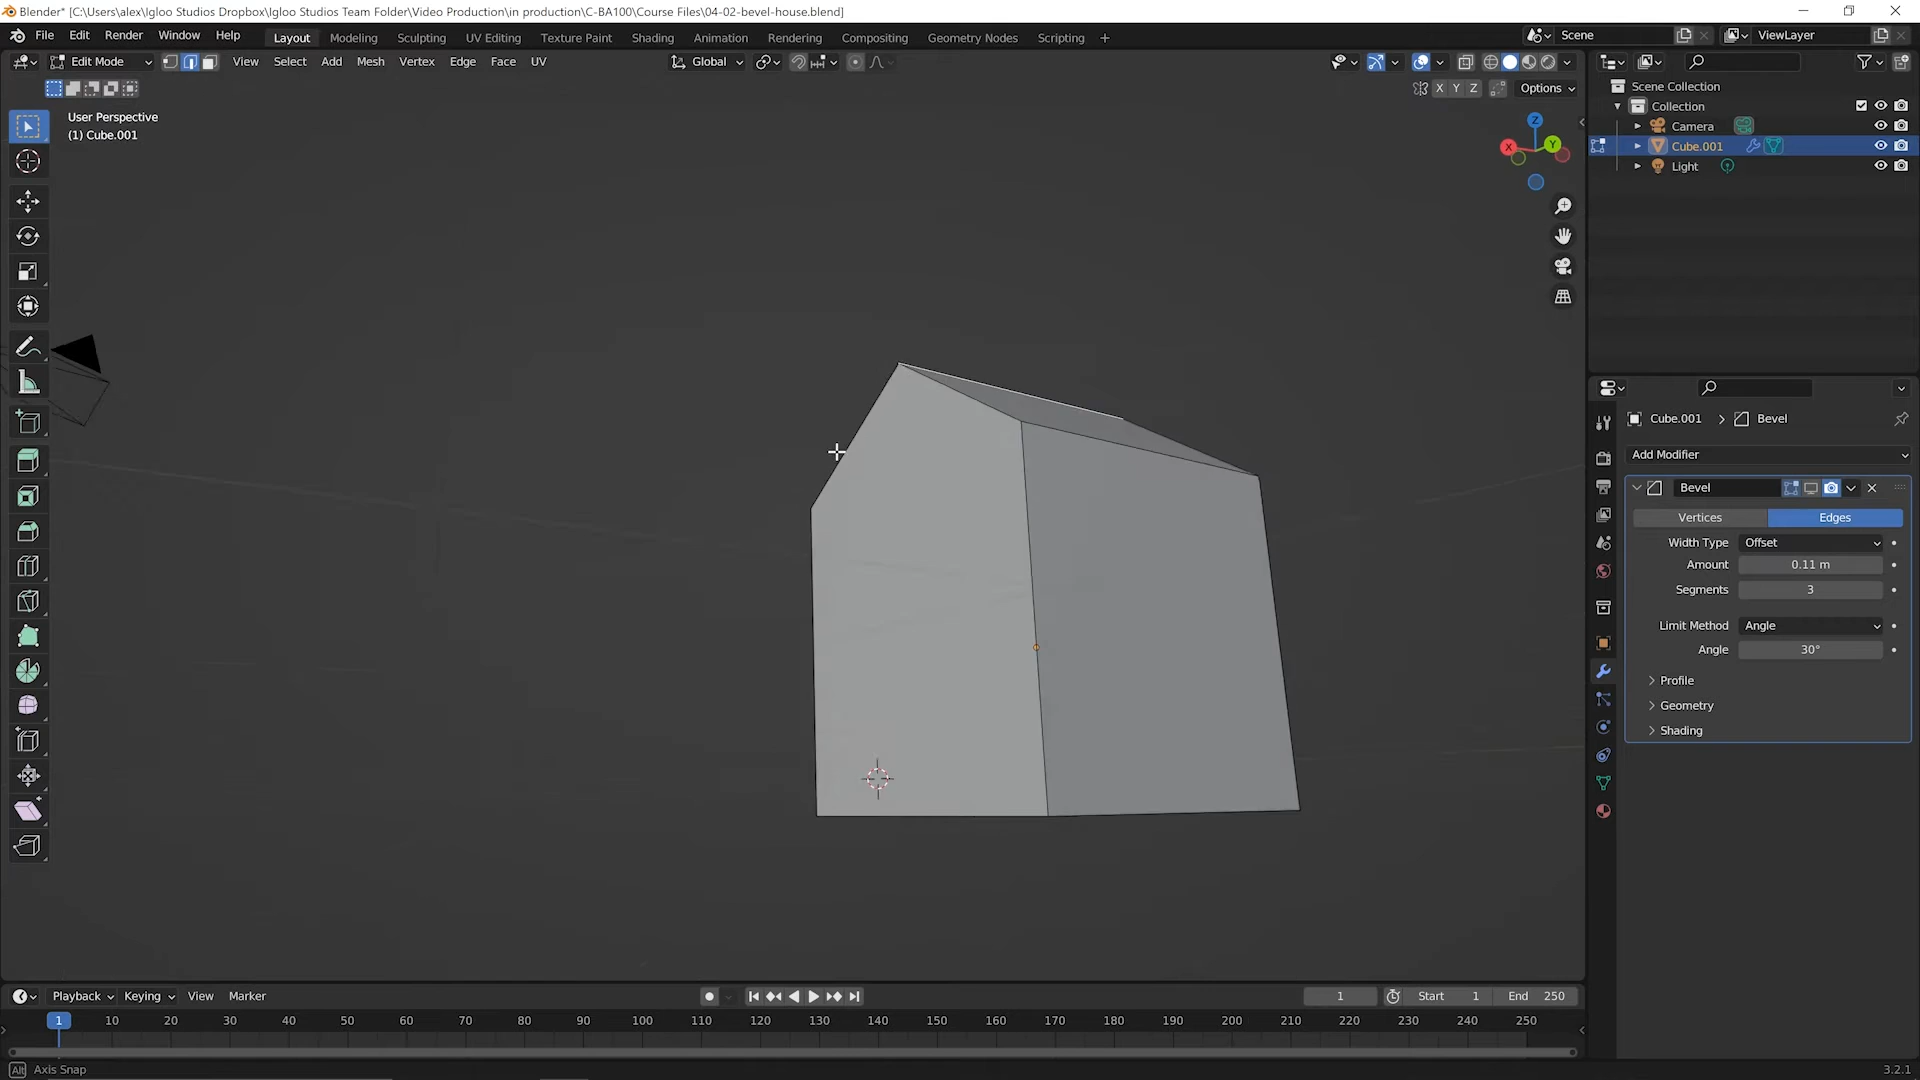 Blender* [C:\Users\alex\Igloo Studios Dropbox\Igloo Studios Team Folder\Video Production\in production\C-BA100\Course Files\04-02-bevel-house.blend]
File Edit Render Window Help Layout Modeling Sculpting UV Editing Texture Paint Shading Animation Rendering Compositing Geometry Nodes Scripting + Scene ViewLayer
Edit Mode View Select Add Mesh Vertex Edge Face UV Global
X Y Z Options
User Perspective
(1) Cube.001
Z
X Y
Scene Collection
Collection
Camera
Cube.001
Light
Cube.001 > Bevel
Add Modifier
Bevel
Vertices Edges
Width Type Offset
Amount 0.11 m
Segments 3
Limit Method Angle
Angle 30°
Profile
Geometry
Shading
Playback Keying View Marker 1 Start 1 End 250
1 10 20 30 40 50 60 70 80 90 100 110 120 130 140 150 160 170 180 190 200 210 220 230 240 250
Alt Axis Snap 3.2.1